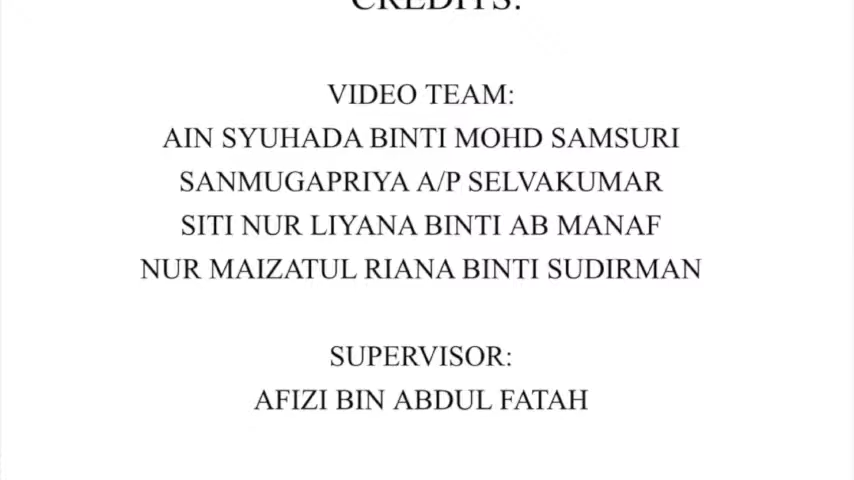 CREDITS:
VIDEO TEAM:
AIN SYUHADA BINTI MOHD SAMSURI
SANMUGAPRIYA A/P SELVAKUMAR
SITI NUR LIYANA BINTI AB MANAF
NUR MAIZATUL RIANA BINTI SUDIRMAN
SUPERVISOR:
AFIZI BIN ABDUL FATAH